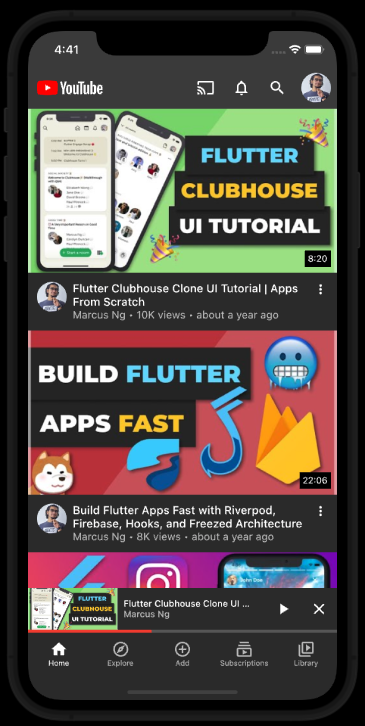 4:41
YouTube
FLUTTER
CLUBHOUSE
UI TUTORIAL
8:20
Flutter Clubhouse Clone UI Tutorial | Apps
From Scratch
Marcus Ng • 10K views • about a year ago
BUILD FLUTTER
APPS FAST
22:06
Build Flutter Apps Fast with Riverpod,
Firebase, Hooks, and Freezed Architecture
Marcus Ng • 8K views • about a year ago
FLUTTER
CLUBHOUSE
UI TUTORIAL
Flutter Clubhouse Clone UI ...
Marcus Ng
Home
Explore
Add
Subscriptions
Library